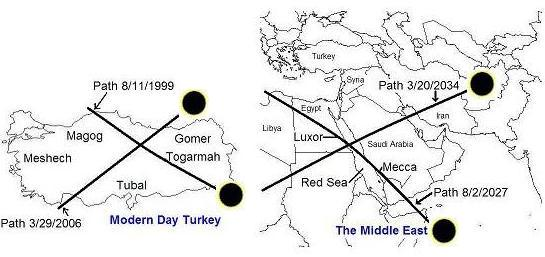 Path 8/11/1999
Magog
Gomer
Meshech
Togarmah
Tubal
Path 3/29/2006
Modern Day Turkey
Turkey
Syria
Path 3/20/2034
Egypt
Iran
Libya
Luxor
Saudi Arabia
Mecca
Red Sea
Path 8/2/2027
The Middle East